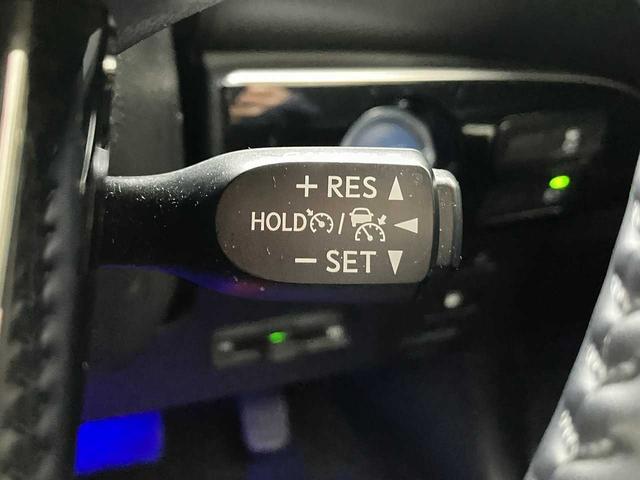 + RES
HOLD /
− SET